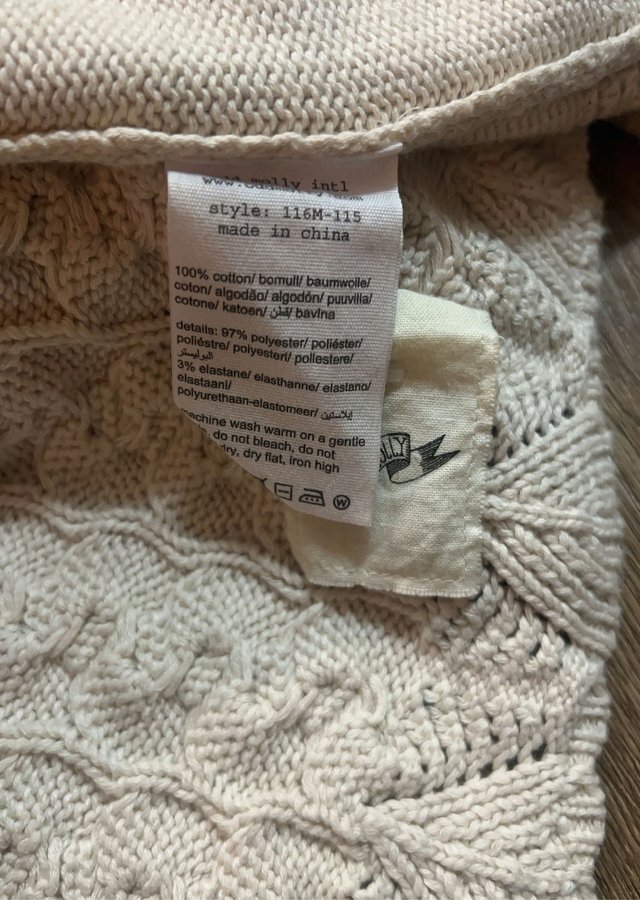 style: 116M-115
made in china
100% cotton/ bomull/ baumwolle/
coton/ algodão/ algodón/ puuvilla/
cotone/ katoen/ قطن/ bavlna
details: 97% polyester/ poliéster/
poliéstre/ polyesteri/ poliestere/
البوليستر
3% elastane/ elasthanne/ elastano/
elastaani/
polyurethaan-elastomeer/ إيلاستين
machine wash warm on a gentle
do not bleach, do not
dry, dry flat, iron high
W
OLLY